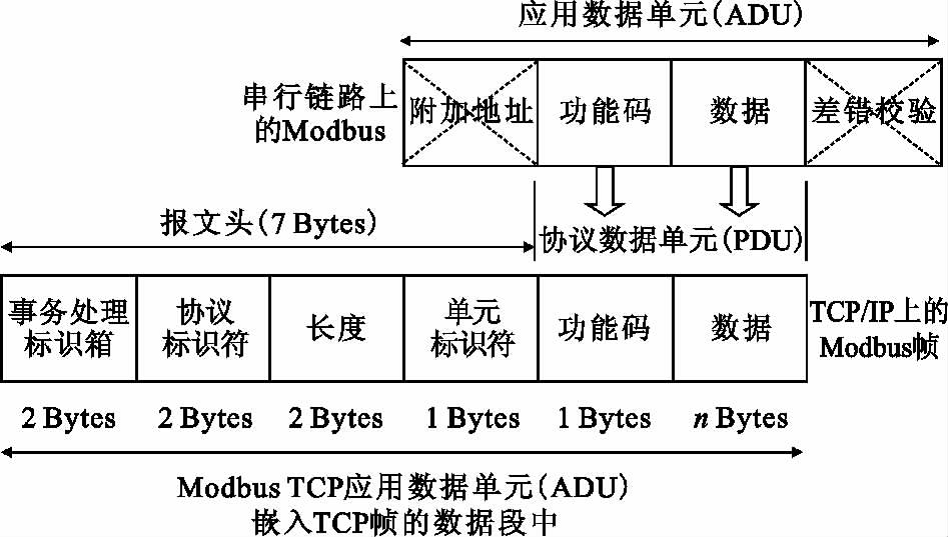 应用数据单元(ADU)
串行链路上
的Modbus
附加地址
功能码
数据
差错校验
报文头(7 Bytes)
协议数据单元(PDU)
事务处理
标识箱
协议
标识符
长度
单元
标识符
功能码
数据
TCP/IP上的
Modbus帧
2 Bytes
2 Bytes
2 Bytes
1 Bytes
1 Bytes
n Bytes
Modbus TCP应用数据单元(ADU)
嵌入TCP帧的数据段中